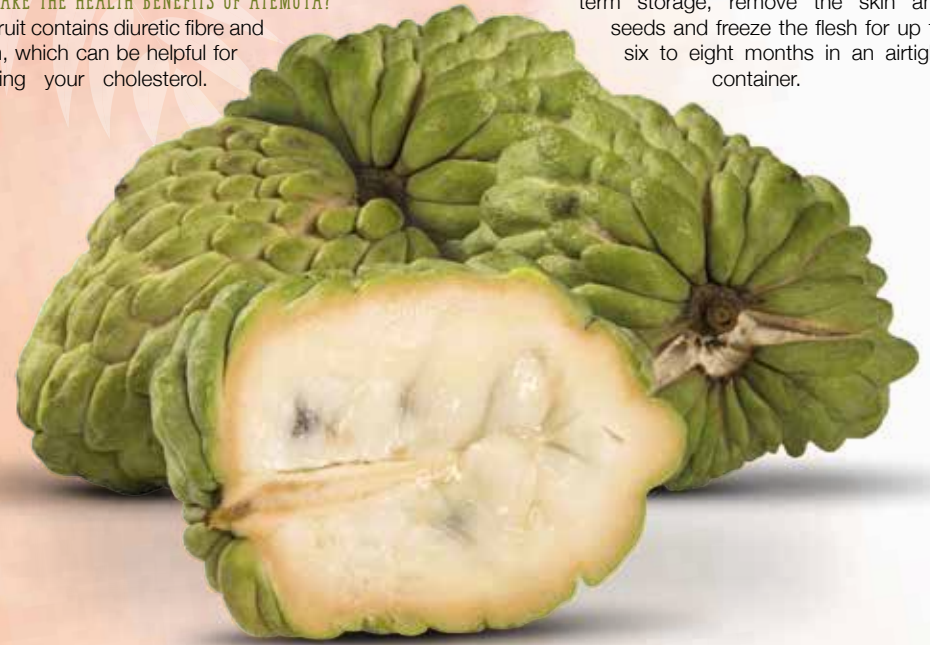 ARE THE HEALTH BENEFITS OF ATEMOYA?
ruit contains diuretic fibre and
, which can be helpful for
ing your cholesterol.
term storage, remove the skin an
seeds and freeze the flesh for up t
six to eight months in an airtig
container.